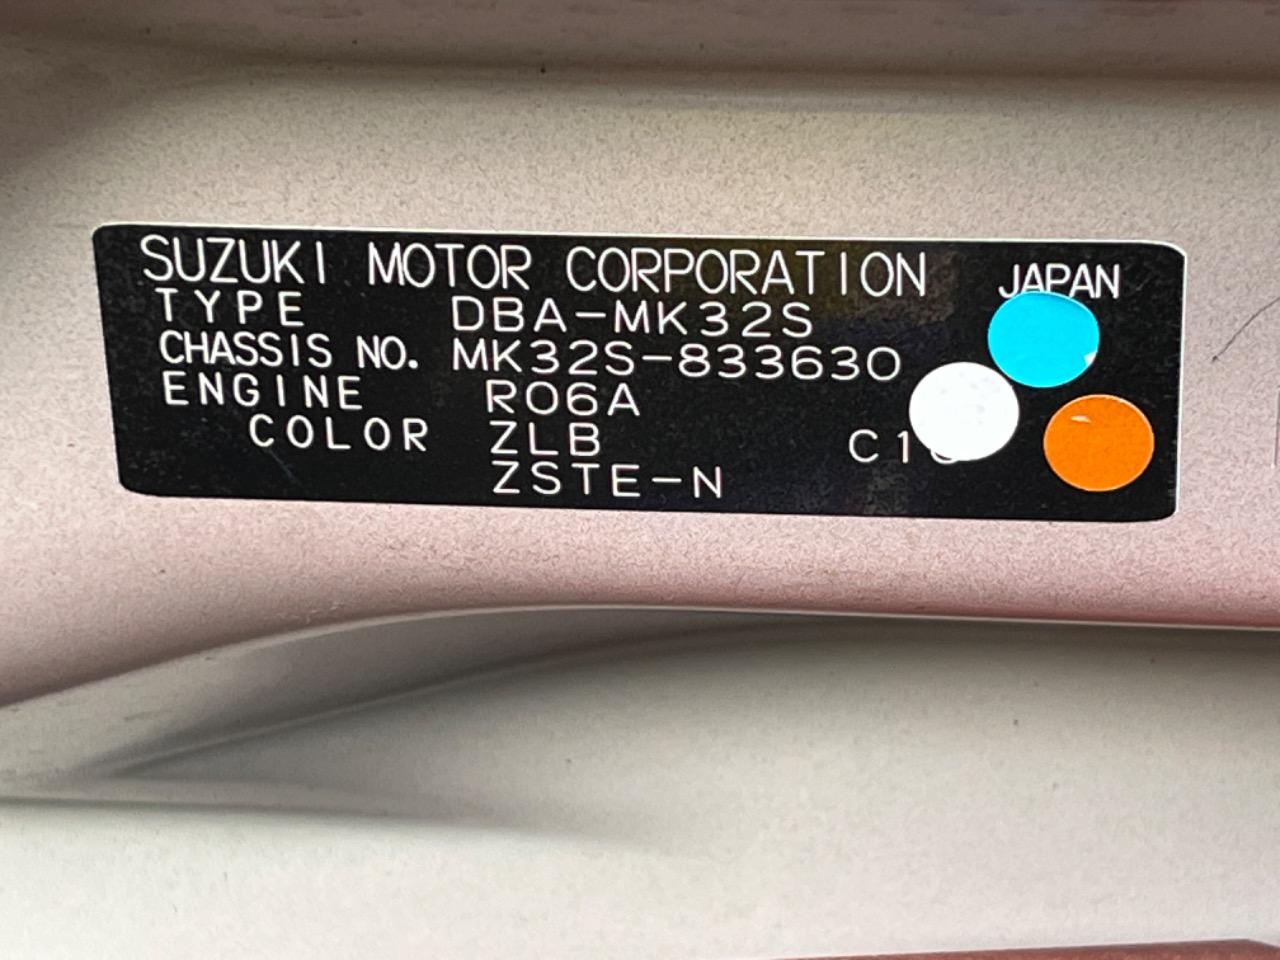 SUZUKI MOTOR CORPORATION JAPAN
TYPE DBA-MK32S
CHASSIS NO. MK32S-833630
ENGINE R06A
COLOR ZLB
ZSTE-N